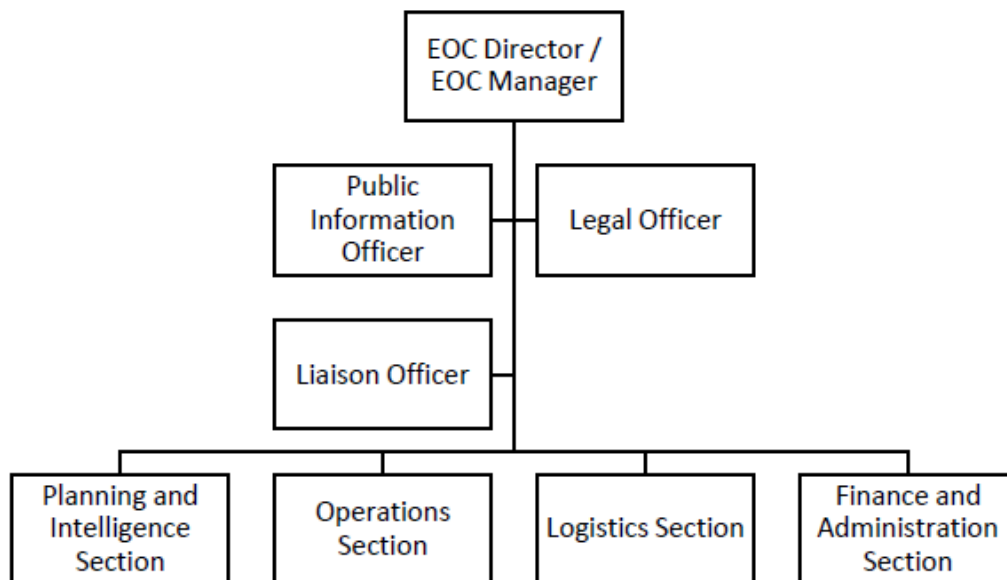 EOC Director /
EOC Manager
Public
Information
Officer
Legal Officer
Liaison Officer
Planning and
Intelligence
Section
Operations
Section
Logistics Section
Finance and
Administration
Section